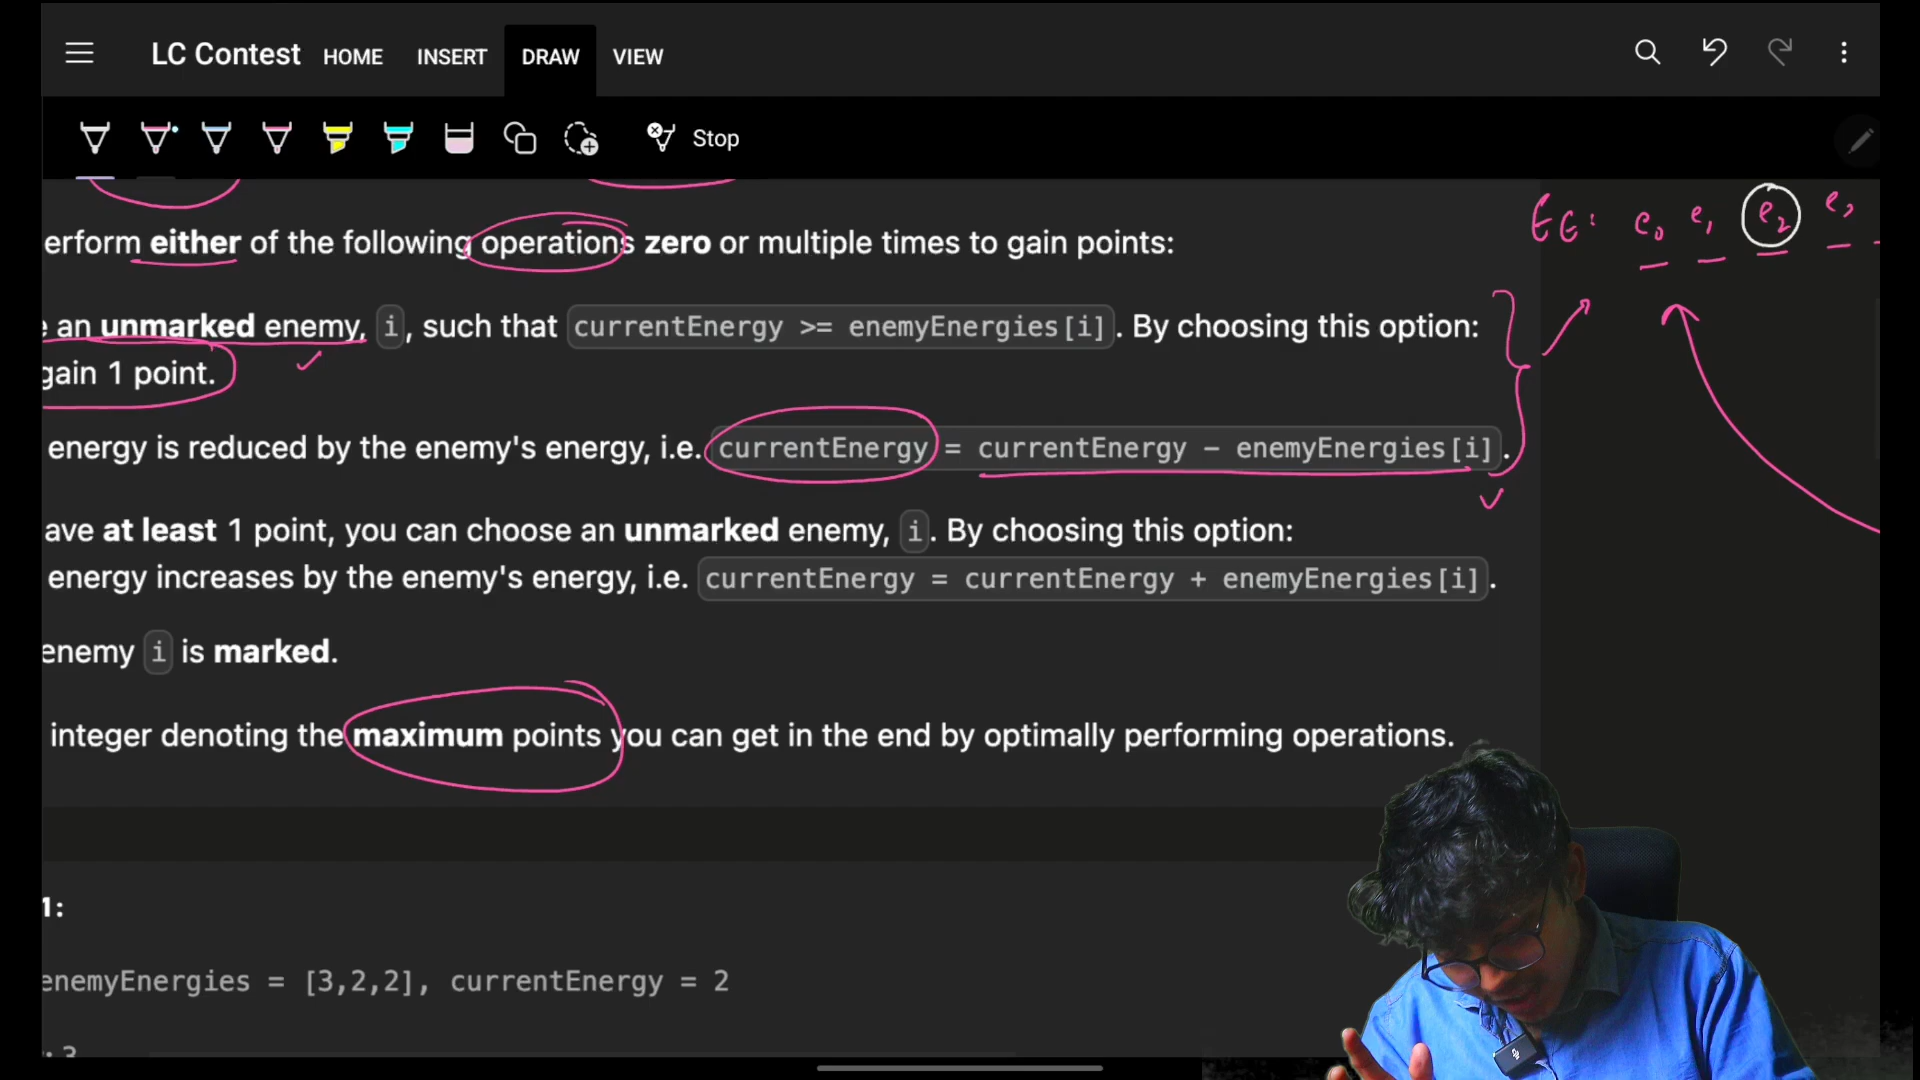 LC Contest HOME INSERT DRAW VIEW
Stop
erform either of the following operations zero or multiple times to gain points:
e an unmarked enemy, i, such that currentEnergy >= enemyEnergies[i]. By choosing this option:
gain 1 point.
energy is reduced by the enemy's energy, i.e. currentEnergy = currentEnergy - enemyEnergies[i].
ave at least 1 point, you can choose an unmarked enemy, i. By choosing this option:
energy increases by the enemy's energy, i.e. currentEnergy = currentEnergy + enemyEnergies[i].
enemy i is marked.
integer denoting the maximum points you can get in the end by optimally performing operations.
1:
enemyEnergies = [3,2,2], currentEnergy = 2
: 3
EE: e0 e1 e2